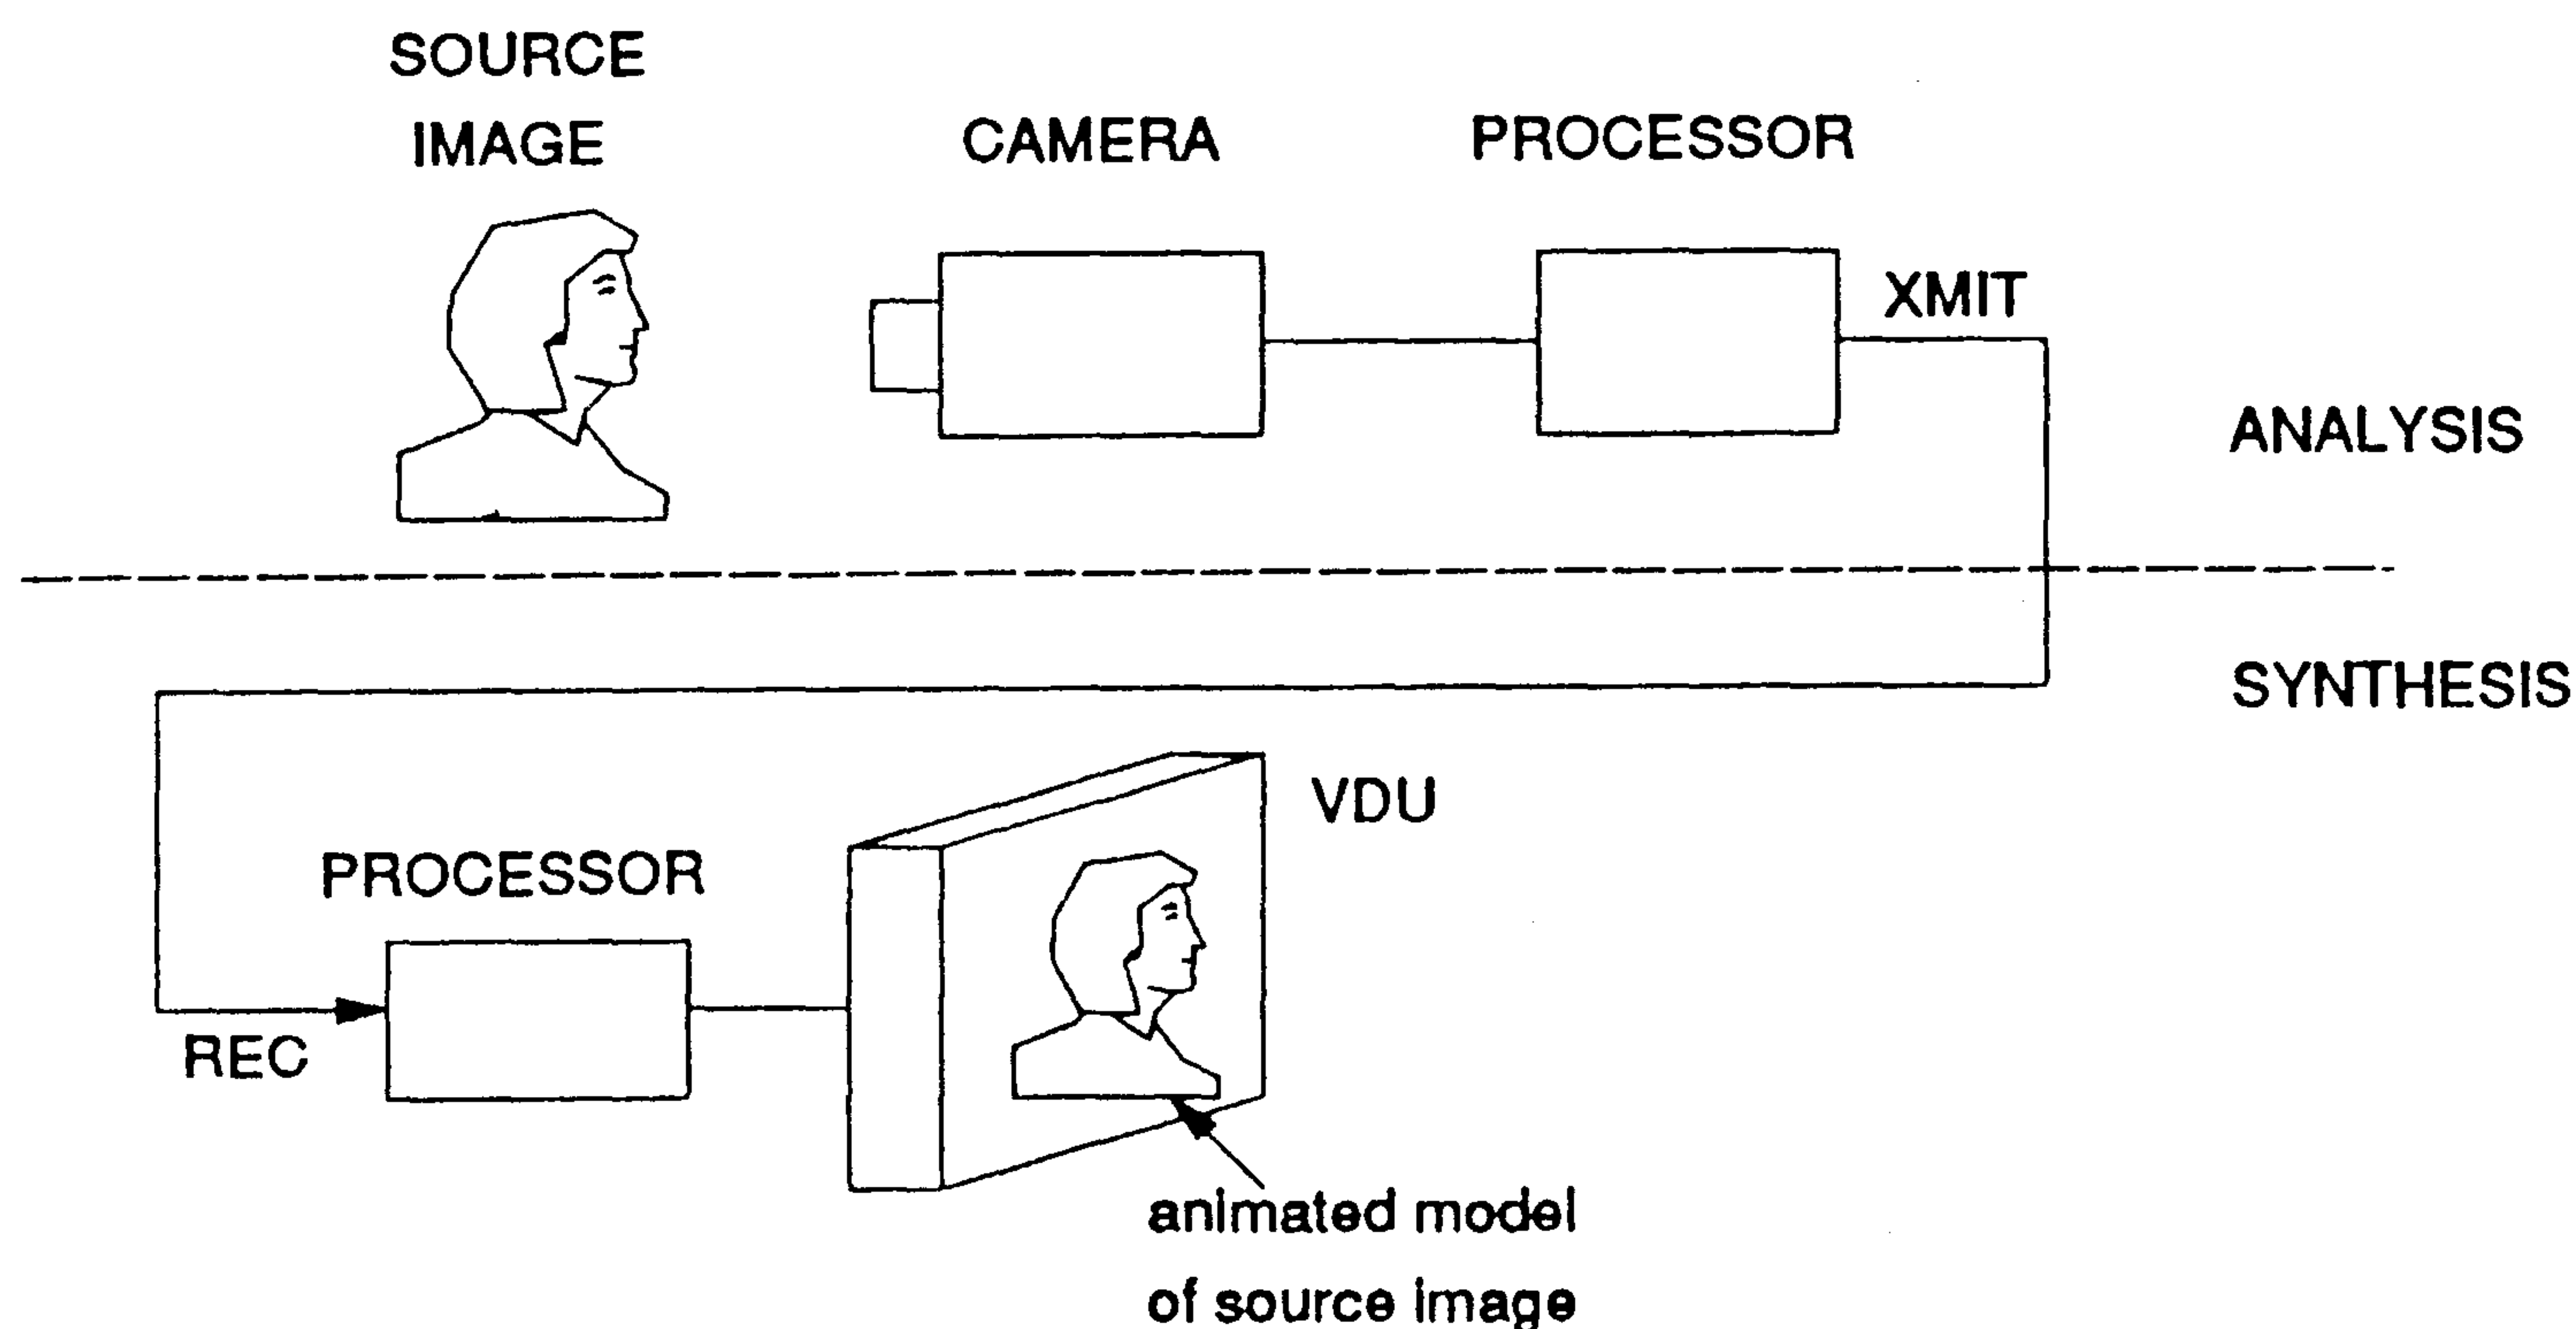 SOURCE
IMAGE
CAMERA
PROCESSOR
XMIT
ANALYSIS
SYNTHESIS
VDU
PROCESSOR
REC
animated model
of source image